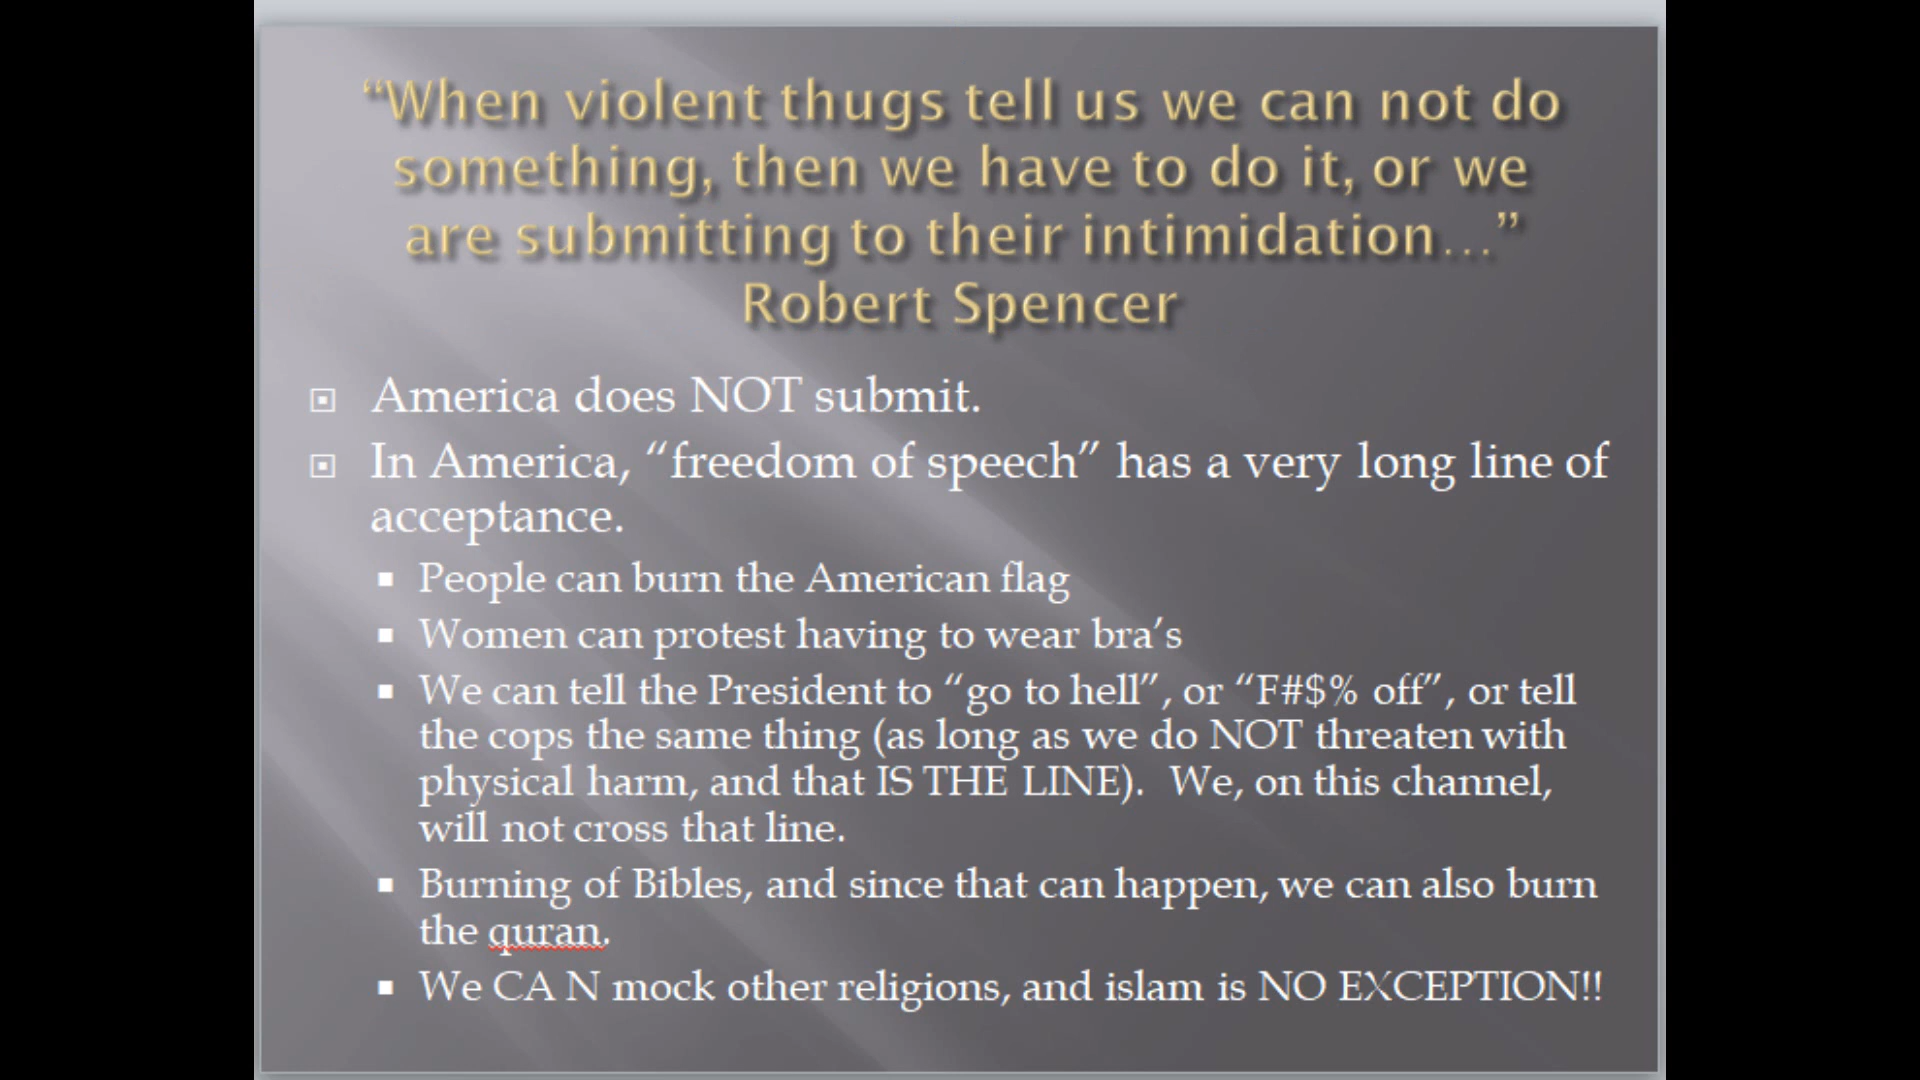 “When violent thugs tell us we can not do
something, then we have to do it, or we
are submitting to their intimidation…”
Robert Spencer
America does NOT submit.
In America, “freedom of speech” has a very long line of
acceptance.
People can burn the American flag
Women can protest having to wear bra’s
We can tell the President to “go to hell”, or “F#$% off”, or tell
the cops the same thing (as long as we do NOT threaten with
physical harm, and that IS THE LINE).  We, on this channel,
will not cross that line.
Burning of Bibles, and since that can happen, we can also burn
the quran.
We CA N mock other religions, and islam is NO EXCEPTION!!